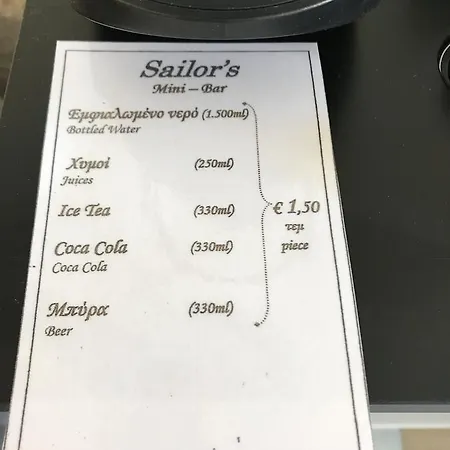 Sailor's
Mini – Bar
Εμφιαλωμένο νερό (1.500ml)
Bottled Water
Χυμοί (250ml)
Juices
Ice Tea (330ml)
Coca Cola (330ml)
Coca Cola
Μπύρα (330ml)
Beer
€ 1,50
τεμ
piece